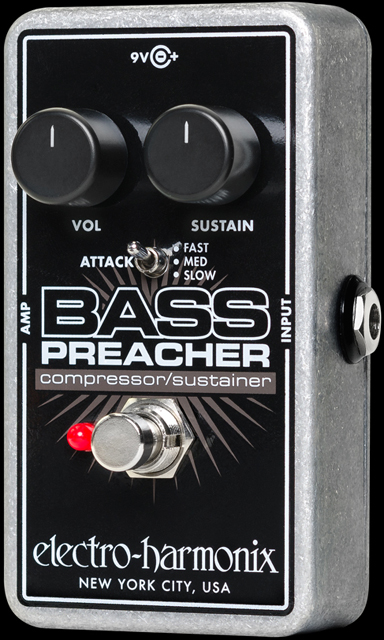 9V
VOL
SUSTAIN
ATTACK
FAST
MED
SLOW
AMP
INPUT
BASS
PREACHER
compressor/sustainer
electro-harmonix
NEW YORK CITY, USA